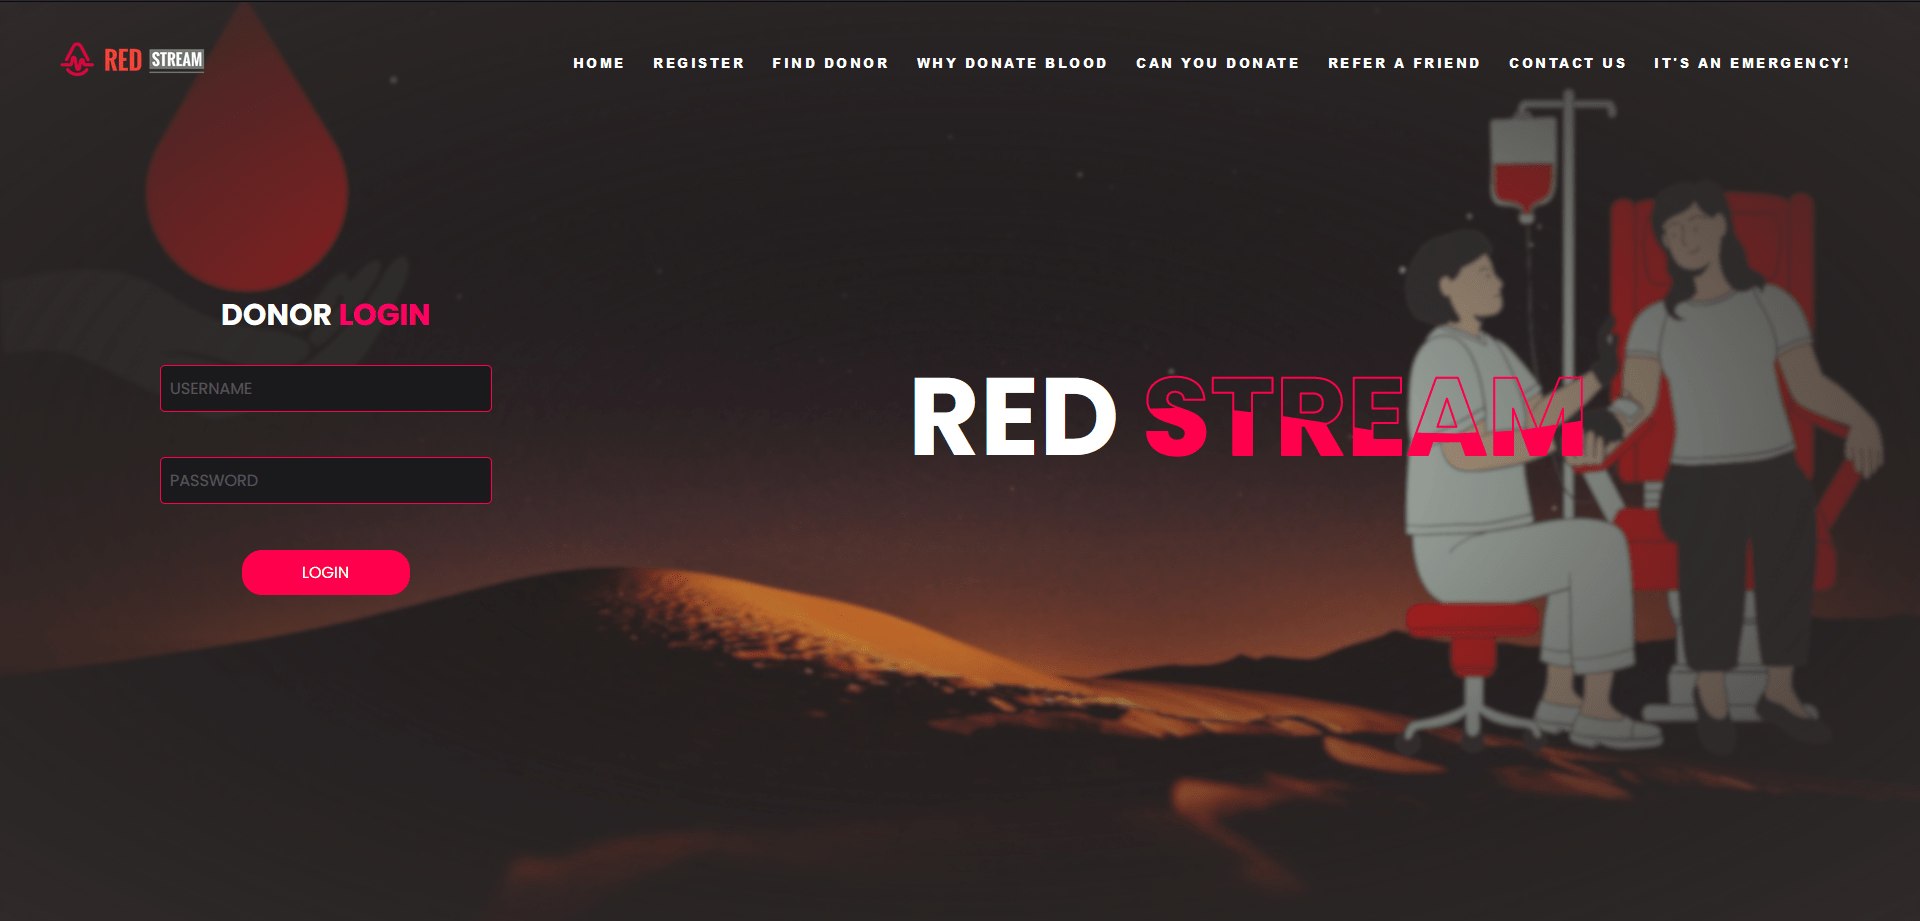 RED STREAM
HOME REGISTER FIND DONOR WHY DONATE BLOOD CAN YOU DONATE REFER A FRIEND CONTACT US IT'S AN EMERGENCY!
DONOR LOGIN
USERNAME
PASSWORD
LOGIN
RED STREAM